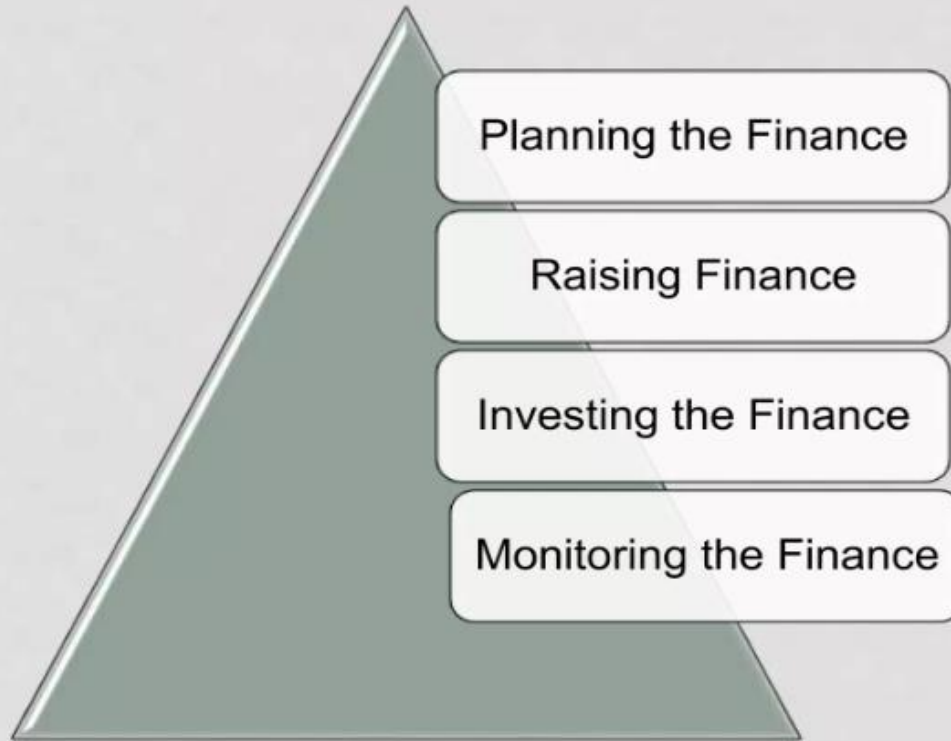 Planning the Finance
Raising Finance
Investing the Finance
Monitoring the Finance